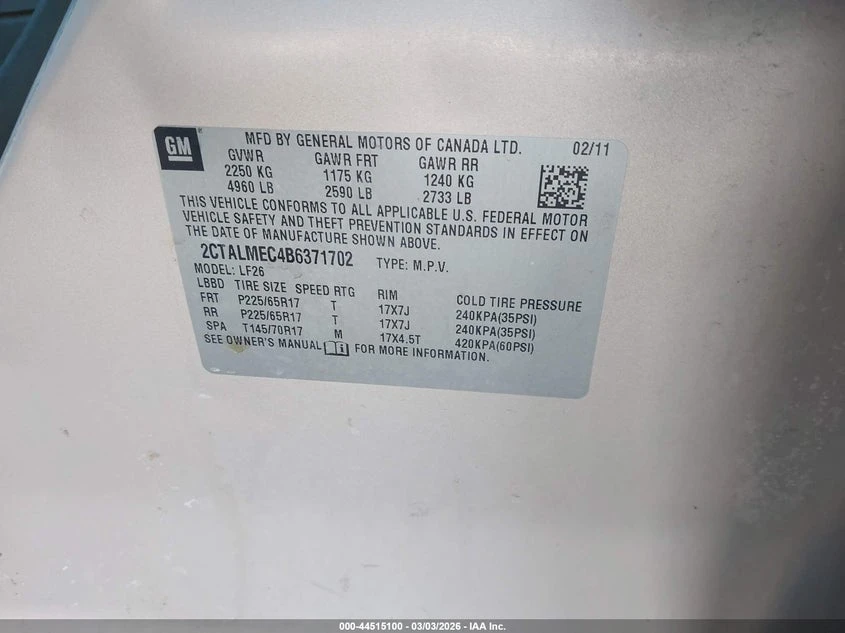 GM
MFD BY GENERAL MOTORS OF CANADA LTD. 02/11
GVWR GAWR FRT GAWR RR
2250 KG 1175 KG 1240 KG
4960 LB 2590 LB 2733 LB
THIS VEHICLE CONFORMS TO ALL APPLICABLE U.S. FEDERAL MOTOR
VEHICLE SAFETY AND THEFT PREVENTION STANDARDS IN EFFECT ON
THE DATE OF MANUFACTURE SHOWN ABOVE.
2CTALMEC4B6371702 TYPE: M.P.V.
MODEL: LF26
LBBD TIRE SIZE SPEED RTG RIM COLD TIRE PRESSURE
FRT P225/65R17 T 17X7J 240KPA(35PSI)
RR P225/65R17 T 17X7J 240KPA(35PSI)
SPA T145/70R17 M 17X4.5T 420KPA(60PSI)
SEE OWNER'S MANUAL FOR MORE INFORMATION.
000-44515100 - 03/03/2026 - IAA Inc.